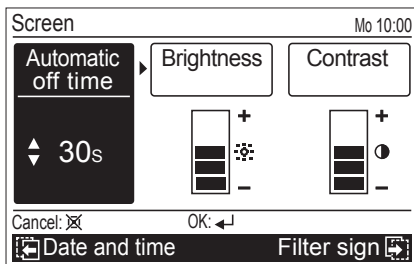 Screen Mo 10:00
Automatic off time
Brightness
Contrast
+ +
30s
- -
Cancel: OK:
Date and time Filter sign